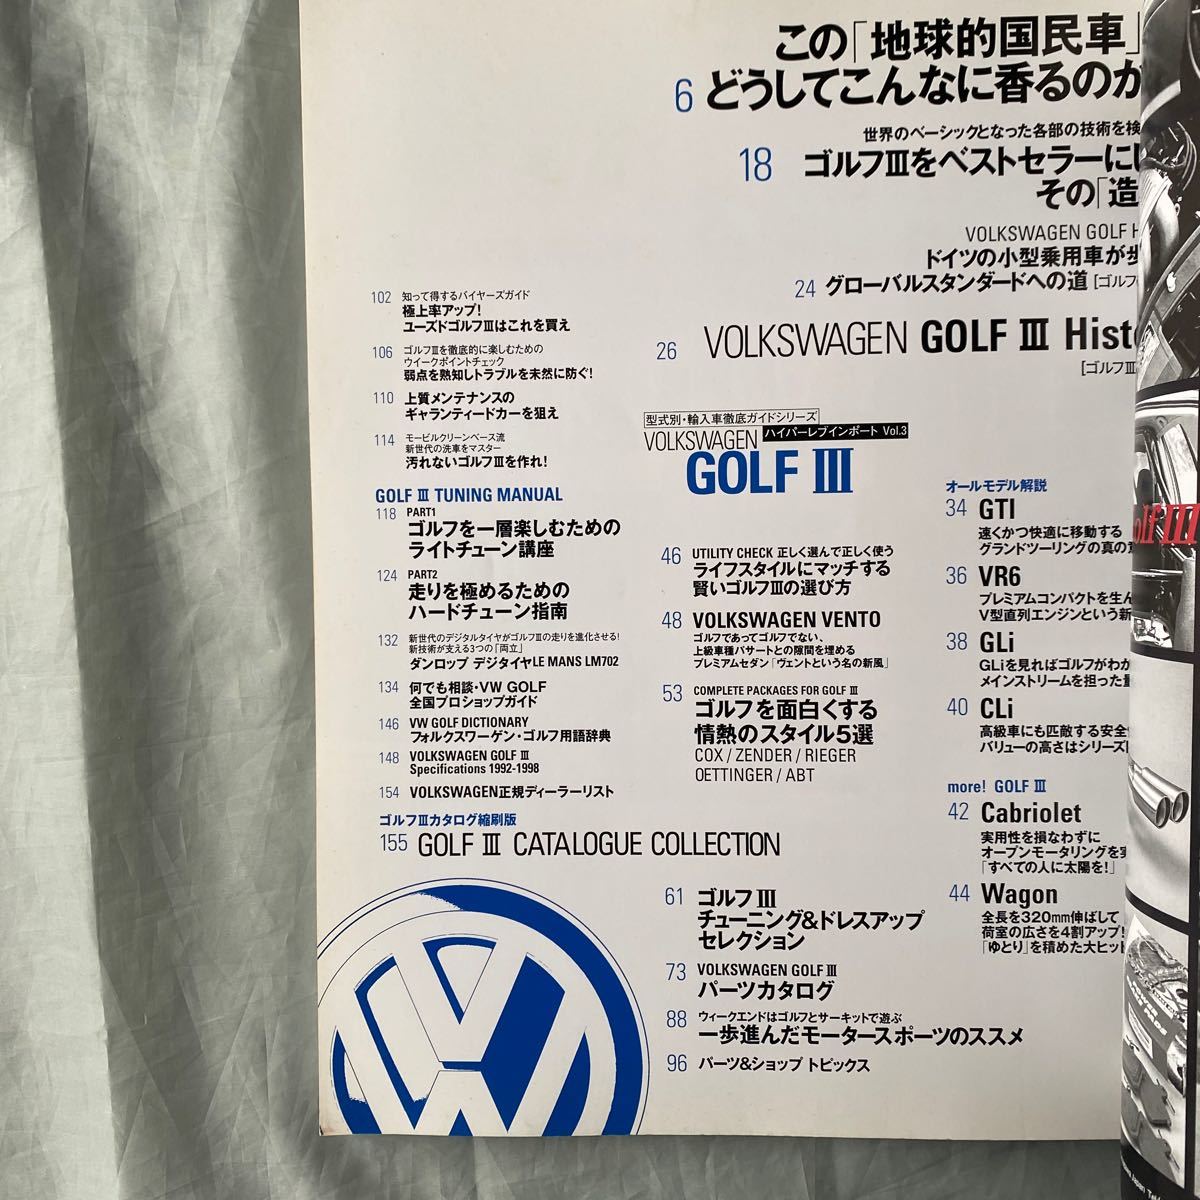 この「地球的国民車」
6 どうしてこんなに香るのか
世界のベーシックとなった各部の技術を検
18 ゴルフⅢをベストセラーに
その「造
VOLKSWAGEN GOLF H
ドイツの小型乗用車が歩
24 グローバルスタンダードへの道 [ゴルフ
26 VOLKSWAGEN GOLF Ⅲ Histo
[ゴルフⅢ
102 知って得するバイヤーズガイド
極上率アップ!
ユーズドゴルフⅢはこれを買え
106 ゴルフⅢを徹底的に楽しむための
ウイークポイントチェック
弱点を熟知しトラブルを未然に防ぐ!
110 上質メンテナンスの
ギャランティードカーを狙え
114 モービルクリーンベース流
新世代の洗車をマスター
汚れないゴルフⅢを作れ!
GOLF Ⅲ TUNING MANUAL
118 PART1
ゴルフを一層楽しむための
ライトチューン講座
124 PART2
走りを極めるための
ハードチューン指南
132 新世代のデジタルタイヤがゴルフⅢの走りを進化させる!
新技術が支える3つの「両立」
ダンロップ デジタイヤLE MANS LM702
134 何でも相談・VW GOLF
全国プロショップガイド
146 VW GOLF DICTIONARY
フォルクスワーゲン・ゴルフ用語辞典
148 VOLKSWAGEN GOLF Ⅲ
Specifications 1992-1998
154 VOLKSWAGEN正規ディーラーリスト
ゴルフⅢカタログ縮刷版
155 GOLF Ⅲ CATALOGUE COLLECTION
型式別・輸入車徹底ガイドシリーズ
VOLKSWAGEN ハイパーレブインポート Vol.3
GOLF Ⅲ
46 UTILITY CHECK 正しく選んで正しく使う
ライフスタイルにマッチする
賢いゴルフⅢの選び方
48 VOLKSWAGEN VENTO
ゴルフであってゴルフでない、
上級車種パサートとの隙間を埋める
プレミアムセダン「ヴェントという名の新風」
53 COMPLETE PACKAGES FOR GOLF Ⅲ
ゴルフを面白くする
情熱のスタイル5選
COX / ZENDER / RIEGER
OETTINGER / ABT
61 ゴルフⅢ
チューニング&ドレスアップ
セレクション
73 VOLKSWAGEN GOLF Ⅲ
パーツカタログ
88 ウィークエンドはゴルフとサーキットで遊ぶ
一歩進んだモータースポーツのススメ
96 パーツ&ショップ トピックス
オールモデル解説
34 GTI
速くかつ快適に移動する
グランドツーリングの真の
36 VR6
プレミアムコンパクトを生ん
V型直列エンジンという新
38 GLi
GLiを見ればゴルフがわか
メインストリームを担った量
40 CLi
高級車にも匹敵する安全
バリューの高さはシリーズ
more! GOLF Ⅲ
42 Cabriolet
実用性を損なわずに
オープンモータリングを実
「すべての人に太陽を!」
44 Wagon
全長を320mm伸ばして
荷室の広さを4割アップ!
「ゆとり」を積めた大ヒット
olf Ⅲ